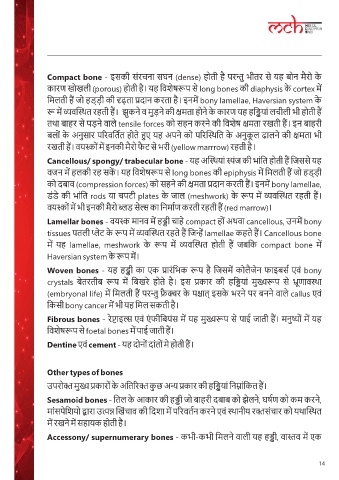 mch
Compact bone - इसकी संरचना सघन (dense) होती है परन्तु भीतर से यह बोन मैरो के
कारण खोखली (porous) होती है। यह विशेषरूप से long bones की diaphysis के cortex में
मिलती हैं जो हड्ड़ी की दृढ़ता प्रदान करता है। इनमें bony lamellae, Haversian system के
रू में व्यवस्थित रहती हैं। झुकने व मुड़ने की क्षमता होने के कारण यह हड्डियां लचीली भी होती हैं
तथा बाहर से पड़ने वाले tensile forces को सहन करने की विशेष क्षमता रखती हैं। इन बाहरी
बलों के अनुसार परिवर्तित होते हुए यह अपने को परिस्थिति के अनुकूल ढालने की क्षमता भी
रखती हैं। वयस्कों में इनकी मैरो फैट से भरी (yellow marrrow) रहती है।
Cancellous/ spongy/ trabecular bone - यह अस्थियां स्पंज की भांति होती हैं जिससे यह
वजन में हलकी रह सकें। यह विशेषरूप से long bones की epiphysis में मिलती हैं जो हड्ड़ी
को दबाव (compression forces) को सहने की क्षमता प्रदान करती हैं। इनमें bony lamellae,
डंडे की भांति rods या चपटी plates के जाल (meshwork) के रूप में व्यवस्थित रहती हैं।
वयस्कों में भी इनकी मैरो ब्लड सेल्स का निर्माण करती रहती हैं (red marrow)।
Lamellar bones - वयस्क मानव में हड्डी चाहे compact हों अथवा cancellous, उनमें bony
tissues पतली प्लेट के रूप में व्यवस्थित रहते हैं जिन्हें lamellae कहते हैं। Cancellous bone
में यह lamellae, meshwork के रूप में व्यवस्थित होती हैं जबकि compact bone में
Haversian system के रूप में।
Woven bones - यह हड्डी का एक प्रारंभिक रूप है जिसमें कोलैजेन फाइबर्स एवं bony
crystals बेतरतीब रूप में बिखरे होते है। इस प्रकार की हड्डियां मुख्यरूप से भ्रूणावस्था
(embryonal life) में मिलती हैं परन्तु फ्रैक्चर के पक्षात् इसके भरने पर बनने वाले callus एवं
किसी bony cancer में भी यह मिल सकती है।
Fibrous bones - रेप्टाइल्स एवं एंफीबियंस में यह मुख्यरूप से पाई जाती हैं। मनुष्यों में यह
विशेषरूप से foetal bones में पाई जाती हैं।
Dentine एवं cement - यह दोनों दांतों में होती हैं।
Other types of bones
उपरोक्त मुख्य प्रकारों के अतिरिक्त कुछ अन्य प्रकार की हड्डियां निम्नांकित हैं।
Sesamoid bones - तिल के आकार की हड्डी जो बाहरी दबाब को झेलने, घर्षण को कम करने,
मांसपेशियो द्वारा उत्पन्न खिंचाव की दिशा में परिवर्तन करने एवं स्थानीय रक्तसंचार को यथास्थित
में रखने में सहायक होती है।
Accessony/ supernumerary bones - कभी-कभी मिलने वाली यह हड्डी, वास्तव में एक
14